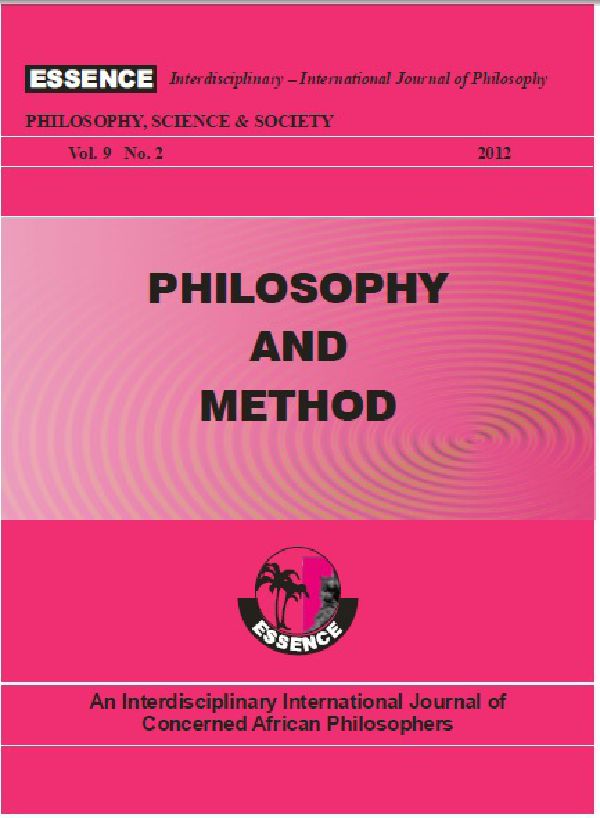 ESSENCE Interdisciplinary – International Journal of Philosophy
PHILOSOPHY, SCIENCE & SOCIETY
Vol. 9 No. 2 2012
PHILOSOPHY
AND
METHOD
ESSENCE
An Interdisciplinary International Journal of
Concerned African Philosophers